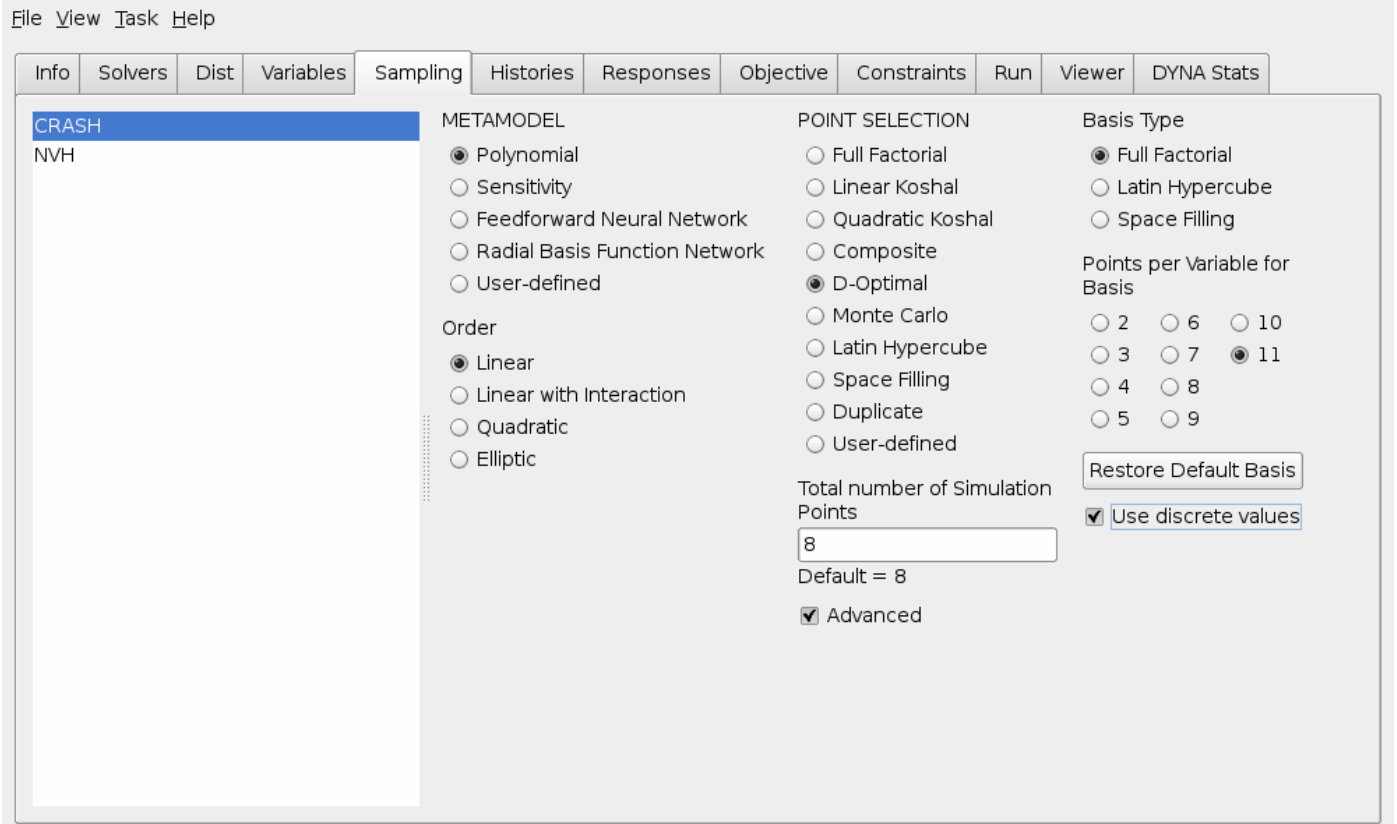 File View Task Help
Info Solvers Dist Variables Sampling Histories Responses Objective Constraints Run Viewer DYNA Stats
CRASH
NVH
METAMODEL
Polynomial
Sensitivity
Feedforward Neural Network
Radial Basis Function Network
User-defined
Order
Linear
Linear with Interaction
Quadratic
Elliptic
POINT SELECTION
Full Factorial
Linear Koshal
Quadratic Koshal
Composite
D-Optimal
Monte Carlo
Latin Hypercube
Space Filling
Duplicate
User-defined
Total number of Simulation
Points
8
Default = 8
Advanced
Basis Type
Full Factorial
Latin Hypercube
Space Filling
Points per Variable for
Basis
2 6 10
3 7 11
4 8
5 9
Restore Default Basis
Use discrete values